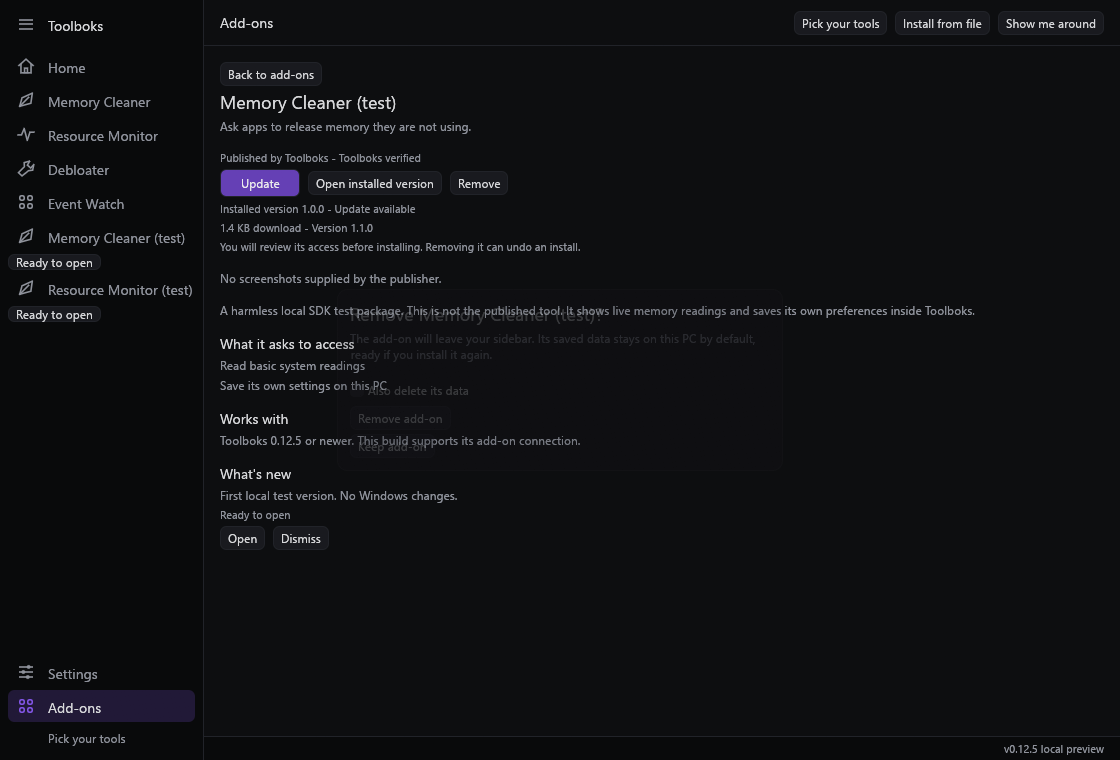 Toolboks
Home
Memory Cleaner
Resource Monitor
Debloater
Event Watch
Memory Cleaner (test)
Ready to open
Resource Monitor (test)
Ready to open
Settings
Add-ons
Pick your tools
Add-ons
Pick your tools
Install from file
Show me around
Back to add-ons
Memory Cleaner (test)
Ask apps to release memory they are not using.
Published by Toolboks - Toolboks verified
Update
Open installed version
Remove
Installed version 1.0.0 - Update available
1.4 KB download - Version 1.1.0
You will review its access before installing. Removing it can undo an install.
No screenshots supplied by the publisher.
A harmless local SDK test package. This is not the published tool. It shows live memory readings and saves its own preferences inside Toolboks.
Remove Memory Cleaner (test)?
The add-on will leave your sidebar. Its saved data stays on this PC by default,
ready if you install it again.
Also delete its data
Remove add-on
Keep add-on
What it asks to access
Read basic system readings
Save its own settings on this PC
Works with
Toolboks 0.12.5 or newer. This build supports its add-on connection.
What's new
First local test version. No Windows changes.
Ready to open
Open
Dismiss
v0.12.5 local preview